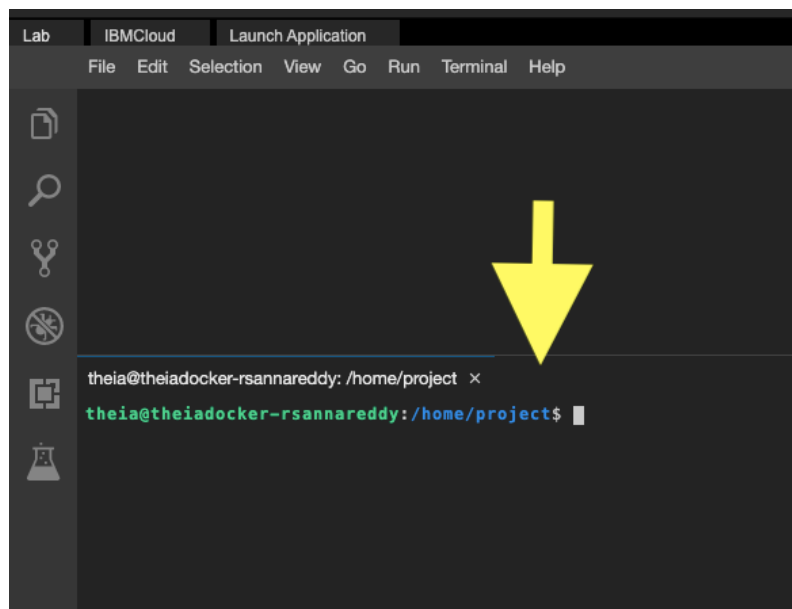 Lab IBMCloud Launch Application
File Edit Selection View Go Run Terminal Help
theia@theiadocker-rsannareddy: /home/project ×
theia@theiadocker-rsannareddy:/home/project$